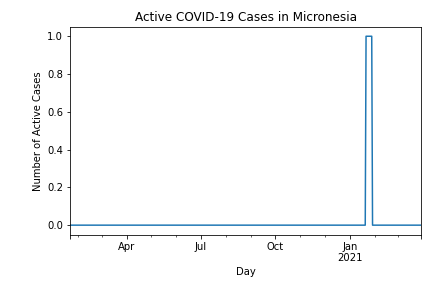 Active COVID-19 Cases in Micronesia
Number of Active Cases
1.0
0.8
0.6
0.4
0.2
0.0
Apr
Jul
Oct
Jan
2021
Day